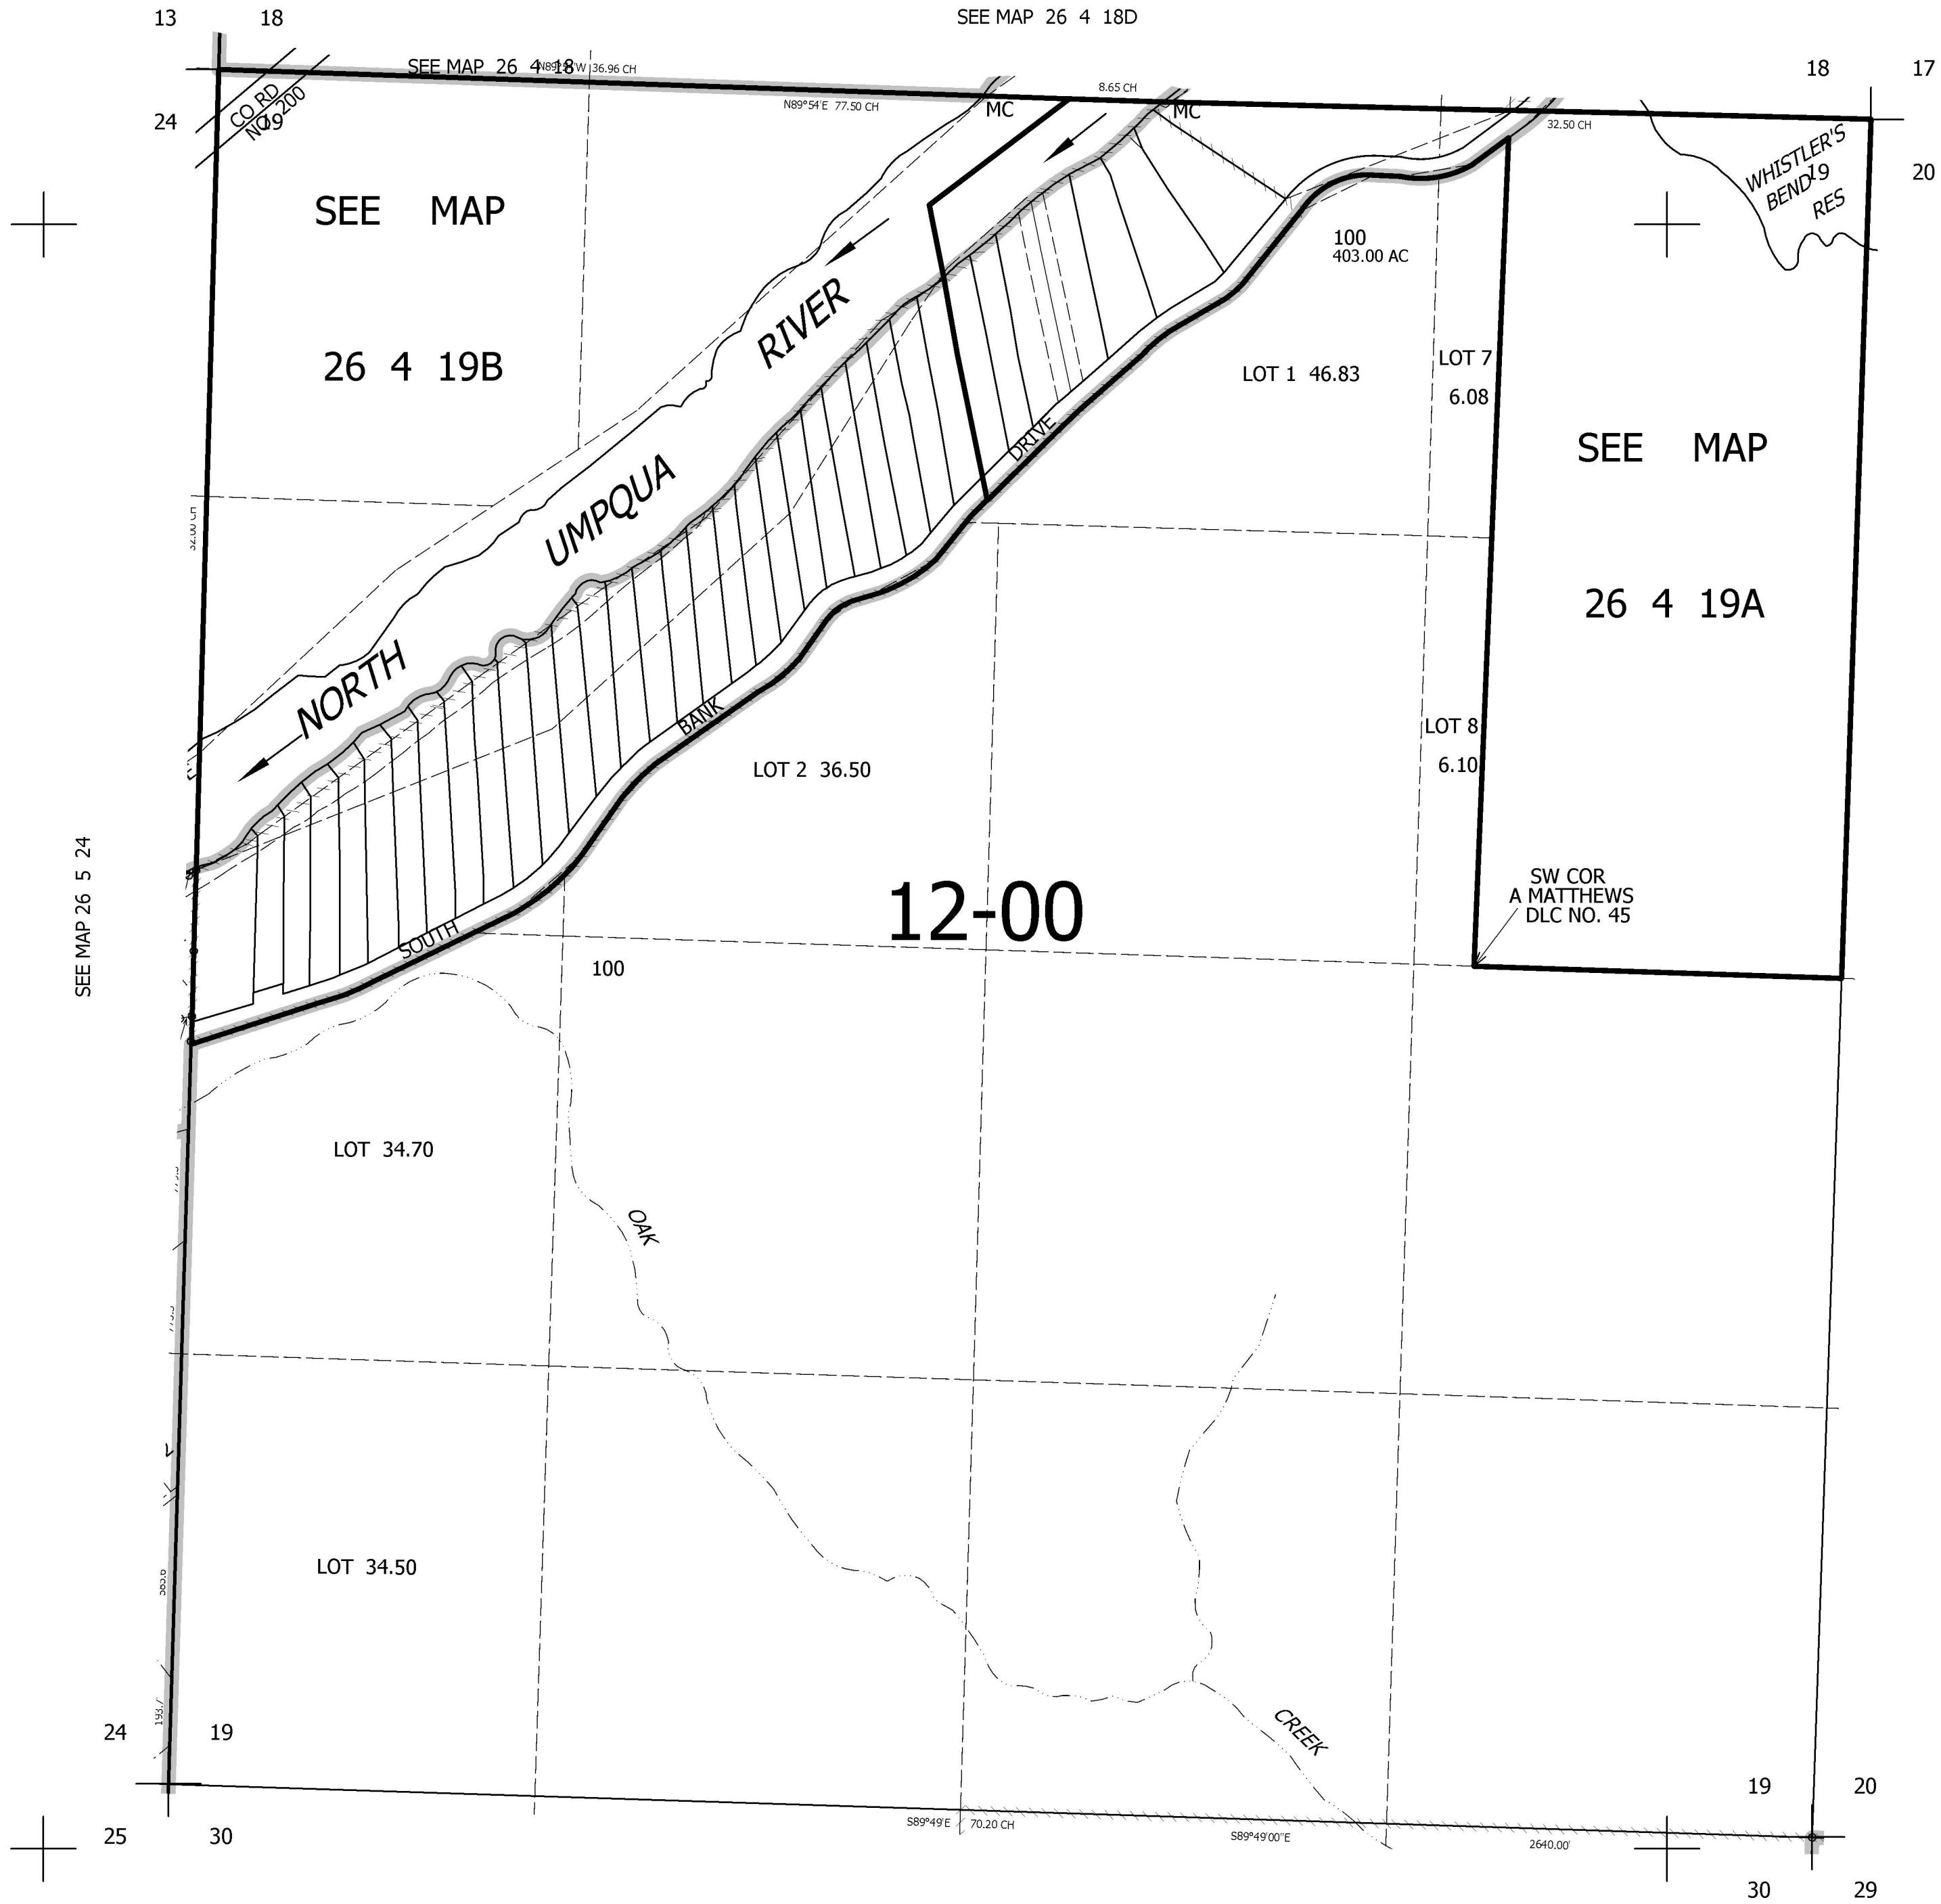 13 18
SEE MAP 26 4 18D
SEE MAP 26 4 18
36.96 CH
N89°54'E 77.50 CH
8.65 CH
MC
MC
32.50 CH
18 17
CO RD
NO. 200
24 19
WHISTLER'S
BEND
RES
19 20
SEE MAP
26 4 19B
RIVER
UMPQUA
NORTH
100
403.00 AC
LOT 1 46.83
LOT 7
6.08
SEE MAP
26 4 19A
DRIVE
BANK
SOUTH
LOT 2 36.50
LOT 8
6.10
SEE MAP 26 5 24
12-00
SW COR
A MATTHEWS
DLC NO. 45
100
LOT 34.70
OAK
LOT 34.50
CREEK
24 19
25 30
S89°49'E 70.20 CH
S89°49'00"E
2640.00'
19 20
30 29